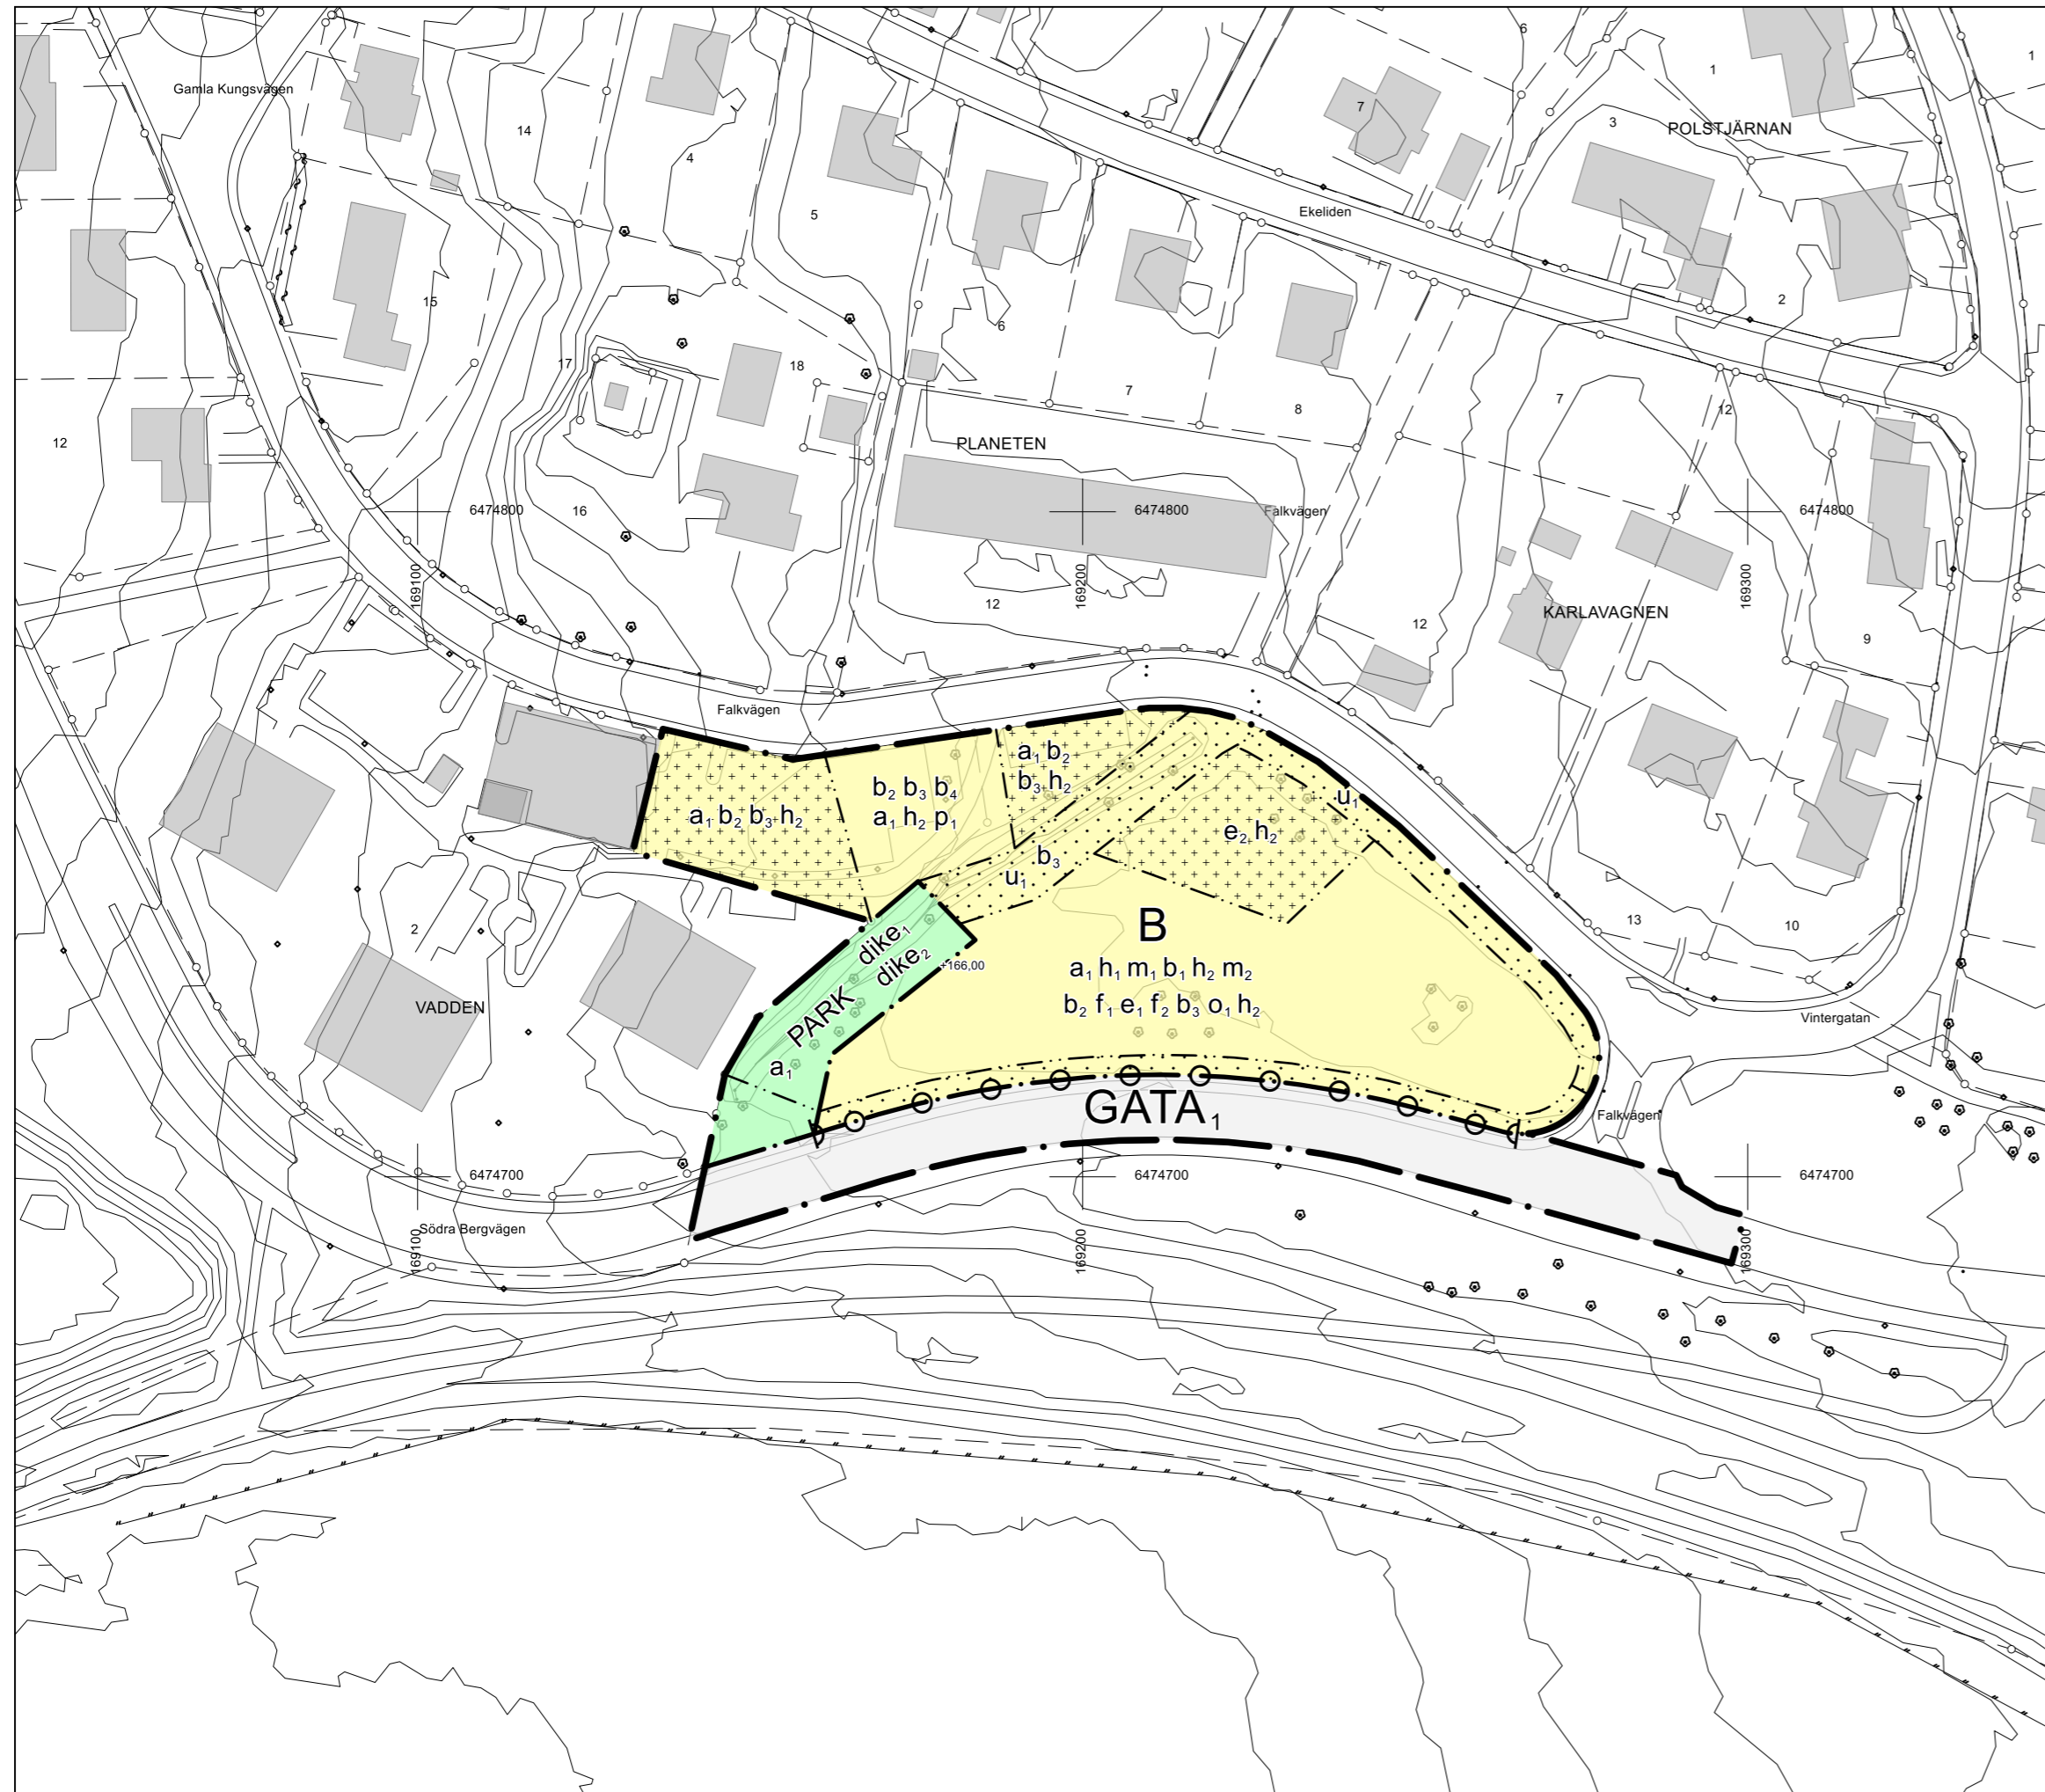 6
1
1
Gamla Kungsvägen
7
3
POLSTJÄRNAN
14
4
5
Ekeliden
15
6
2
17
18
7
8
7
12
12
PLANETEN
16
6474800
6474800
Falkvägen
6474800
169100
169200
169300
12
12
KARLAVAGNEN
9
Falkvägen
a₁ b₂
b₃ h₂
b₂ b₃ b₄
a₁ h₂ p₁
a₁ b₂ b₃ h₂
u₁
e₂ h₂
b₃
u₁
B
a₁ h₁ m₁ b₁ h₂ m₂
b₂ f₁ e₁ f₂ b₃ o₁ h₂
13
10
2
dike₁
dike₂
+166,00
PARK
a₁
VADDEN
Vintergatan
GATA₁
Falkvägen
6474700
6474700
6474700
Södra Bergvägen
169100
169200
169300